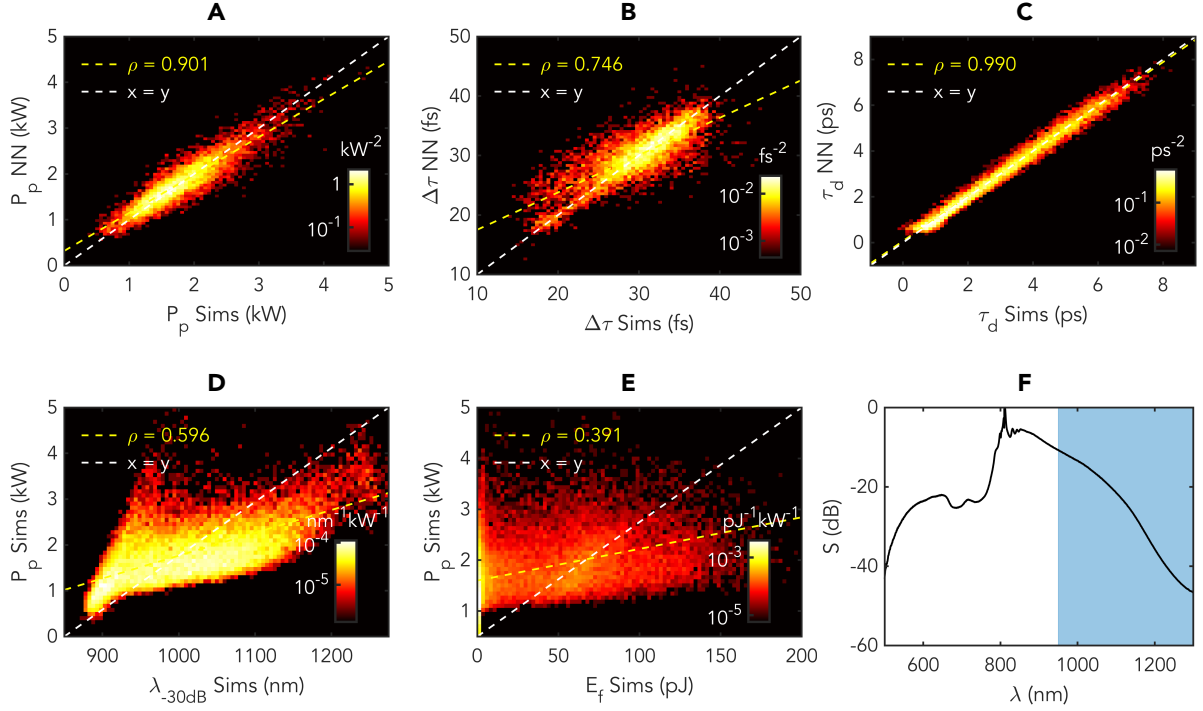 A
B
C
5
4
3
2
1
0
P_p NN (kW)
ρ = 0.901
x = y
kW^-2
1
10^-1
0
1
2
3
4
5
P_p Sims (kW)
50
40
30
20
10
Δτ NN (fs)
ρ = 0.746
x = y
fs^-2
10^-2
10^-3
10
20
30
40
50
Δτ Sims (fs)
8
6
4
2
0
τ_d NN (ps)
ρ = 0.990
x = y
ps^-2
10^-1
10^-2
0
2
4
6
8
τ_d Sims (ps)
D
E
F
5
4
3
2
1
0
P_p Sims (kW)
ρ = 0.596
x = y
nm^-1kW^-1
10^-4
10^-5
900
1000
1100
1200
λ_-30dB Sims (nm)
5
4
3
2
1
P_p Sims (kW)
ρ = 0.391
x = y
pJ^-1kW^-1
10^-3
10^-5
0
50
100
150
200
E_f Sims (pJ)
0
-20
-40
-60
S (dB)
600
800
1000
1200
λ (nm)